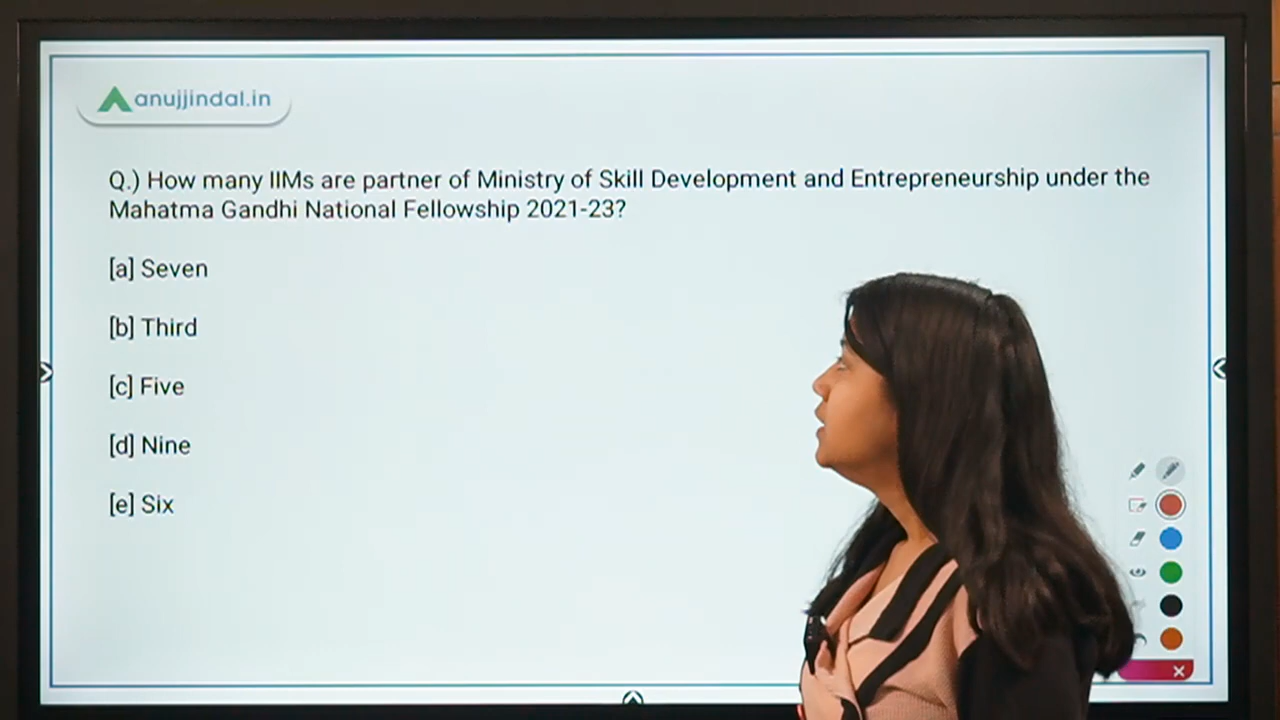 anujjindal.in
Q.) How many IIMs are partner of Ministry of Skill Development and Entrepreneurship under the
Mahatma Gandhi National Fellowship 2021-23?
[a] Seven
[b] Third
[c] Five
[d] Nine
[e] Six